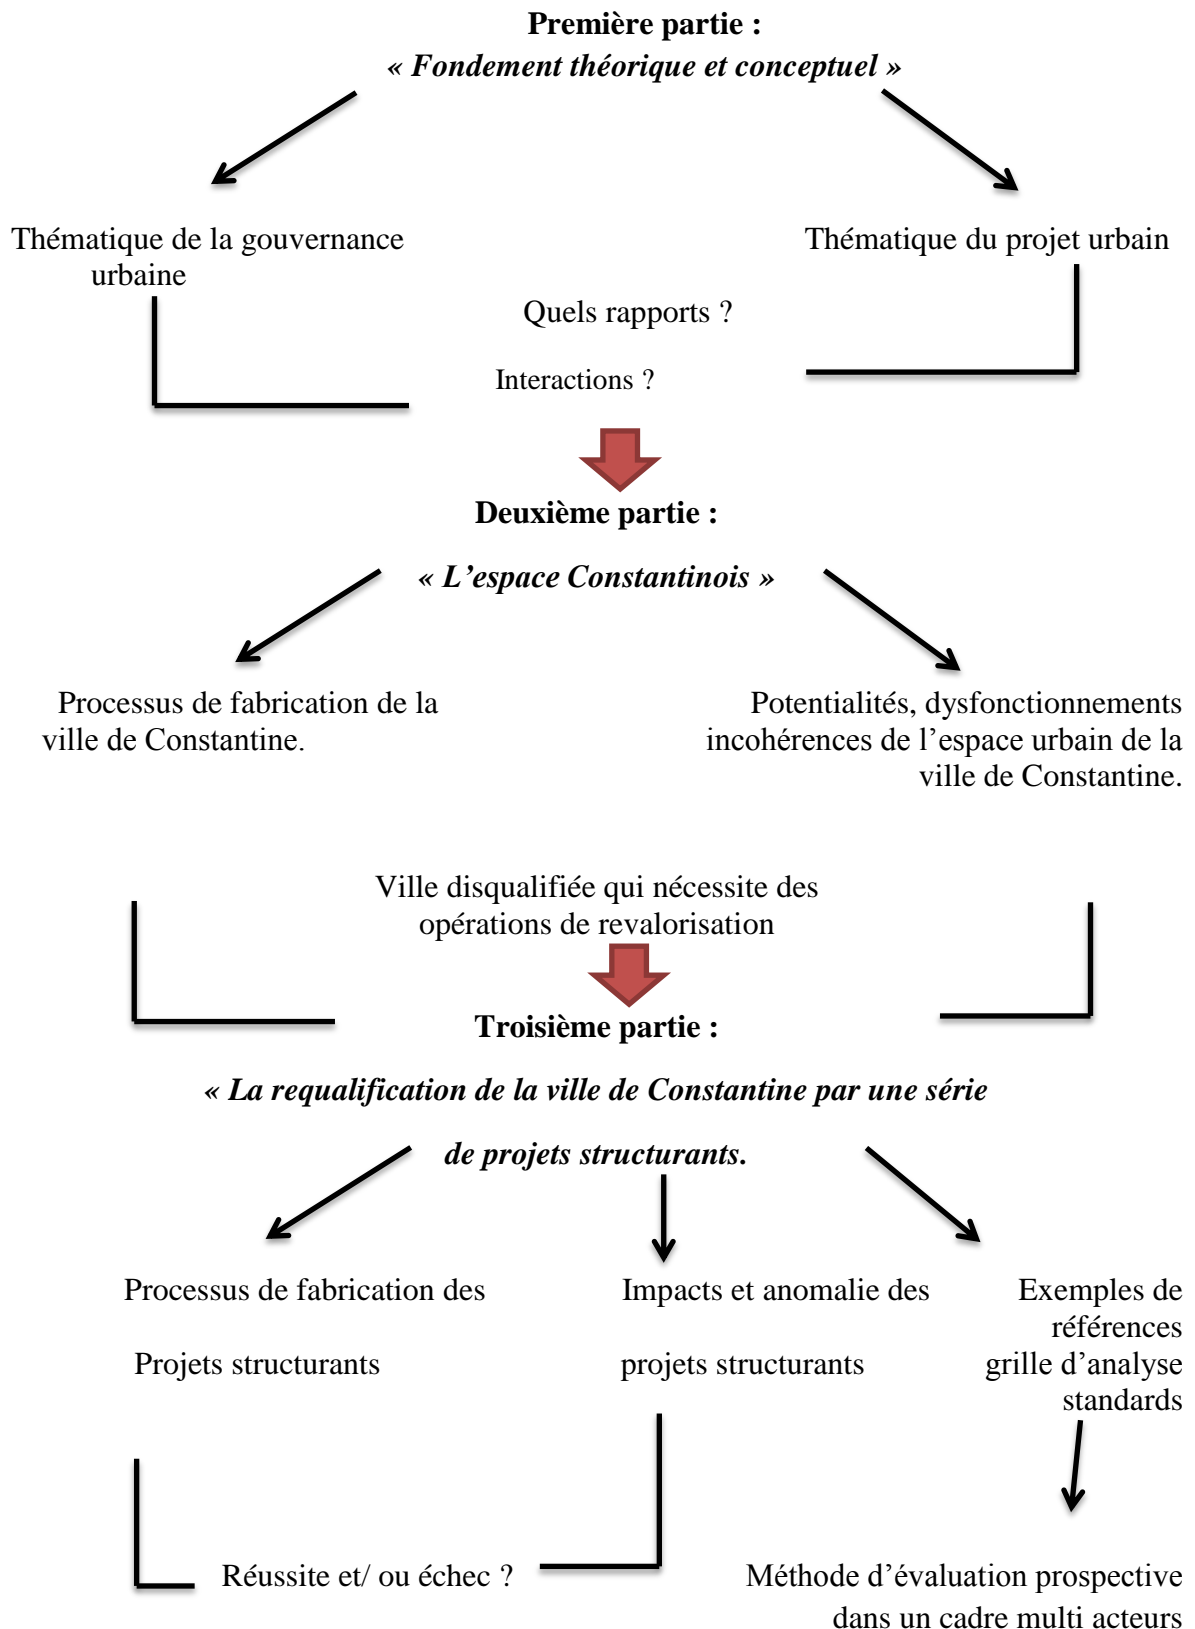 Première partie :
« Fondement théorique et conceptuel »
Thématique de la gouvernance
urbaine
Thématique du projet urbain
Quels rapports ?
Interactions ?
Deuxième partie :
« L’espace Constantinois »
Processus de fabrication de la
ville de Constantine.
Potentialités, dysfonctionnements
incohérences de l’espace urbain de la
ville de Constantine.
Ville disqualifiée qui nécessite des
opérations de revalorisation
Troisième partie :
« La requalification de la ville de Constantine par une série
de projets structurants.
Processus de fabrication des
Projets structurants
Impacts et anomalie des
projets structurants
Exemples de
références
grille d’analyse
standards
Réussite et/ ou échec ?
Méthode d’évaluation prospective
dans un cadre multi acteurs